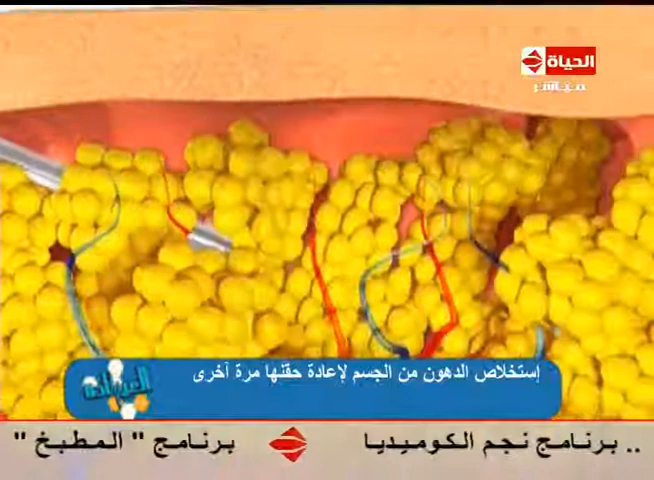 الحياة
مباشر
إستخلاص الدهون من الجسم لإعادة حقنها مرة أخرى
.. برنامج نجم الكوميديا
برنامج " المطبخ "